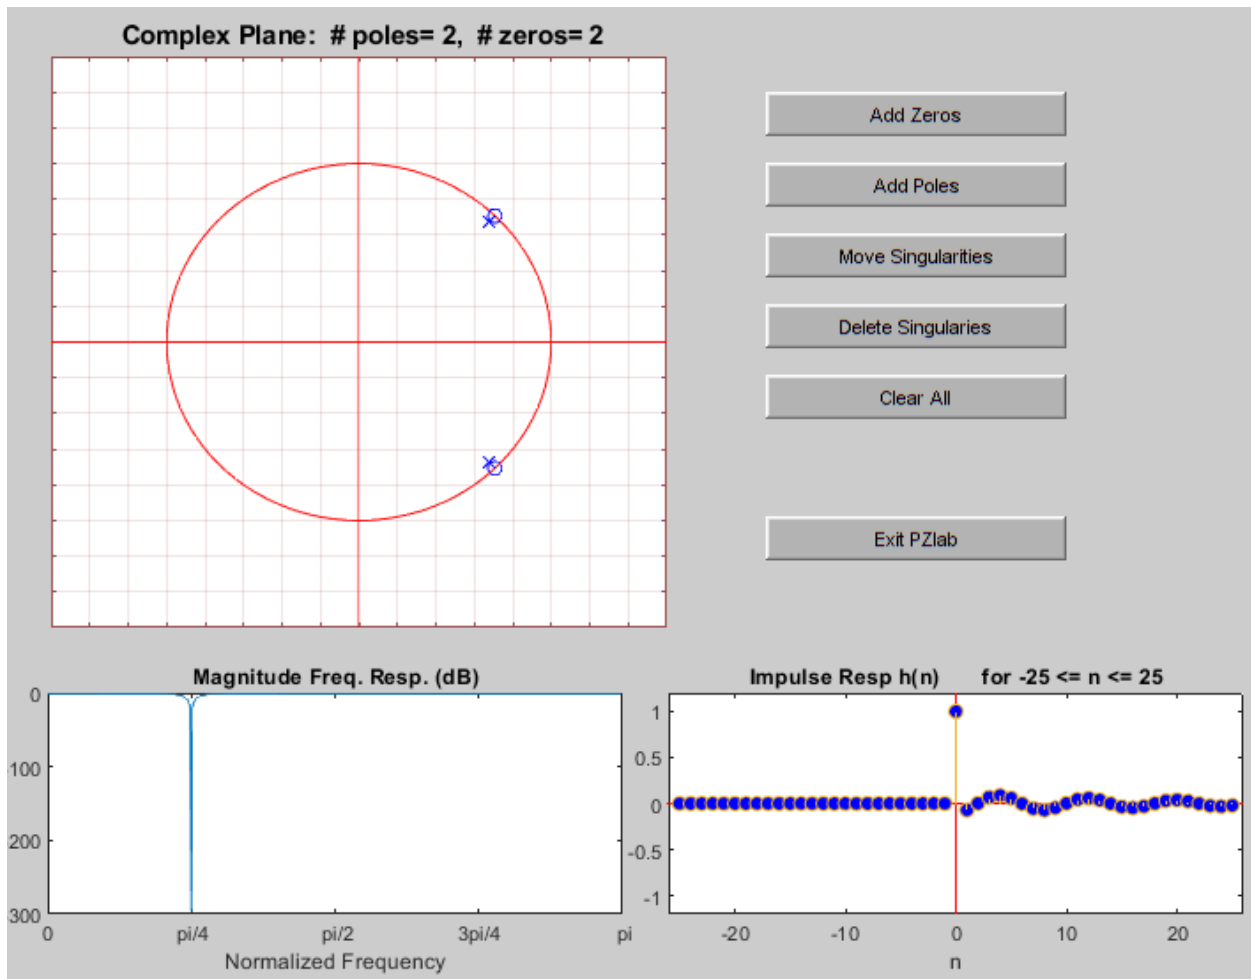 Complex Plane: # poles= 2, # zeros= 2
Add Zeros
Add Poles
Move Singularities
Delete Singularies
Clear All
Exit PZlab
Magnitude Freq. Resp. (dB)
0
-100
200
300
0 pi/4 pi/2 3pi/4 pi
Normalized Frequency
Impulse Resp h(n) for -25 <= n <= 25
1
0.5
0
-0.5
-1
-20 -10 0 10 20
n